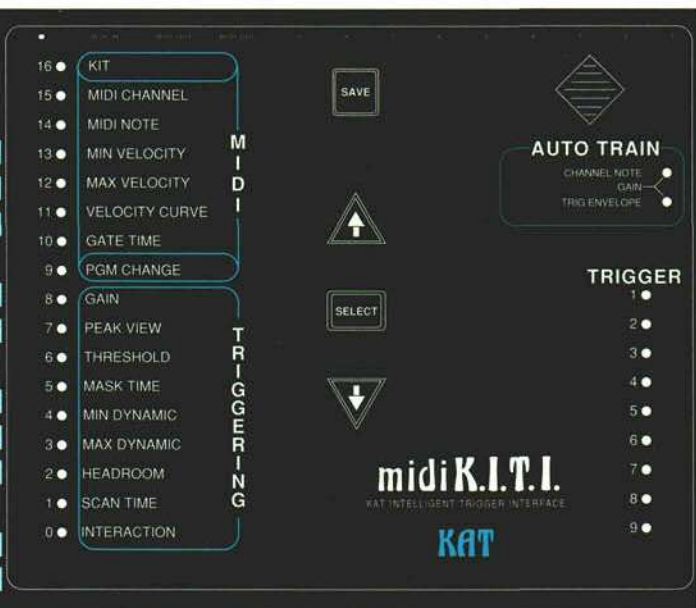 16 KIT
15 MIDI CHANNEL
14 MIDI NOTE
13 MIN VELOCITY
12 MAX VELOCITY
11 VELOCITY CURVE
10 GATE TIME
9 PGM CHANGE
MIDI
8 GAIN
7 PEAK VIEW
6 THRESHOLD
5 MASK TIME
4 MIN DYNAMIC
3 MAX DYNAMIC
2 HEADROOM
1 SCAN TIME
0 INTERACTION
TRIGGERING
SAVE
SELECT
AUTO TRAIN
CHANNEL NOTE
GAIN
TRIG ENVELOPE
TRIGGER
1
2
3
4
5
6
7
8
9
midiK.I.T.I.
KAT INTELLIGENT TRIGGER INTERFACE
KAT